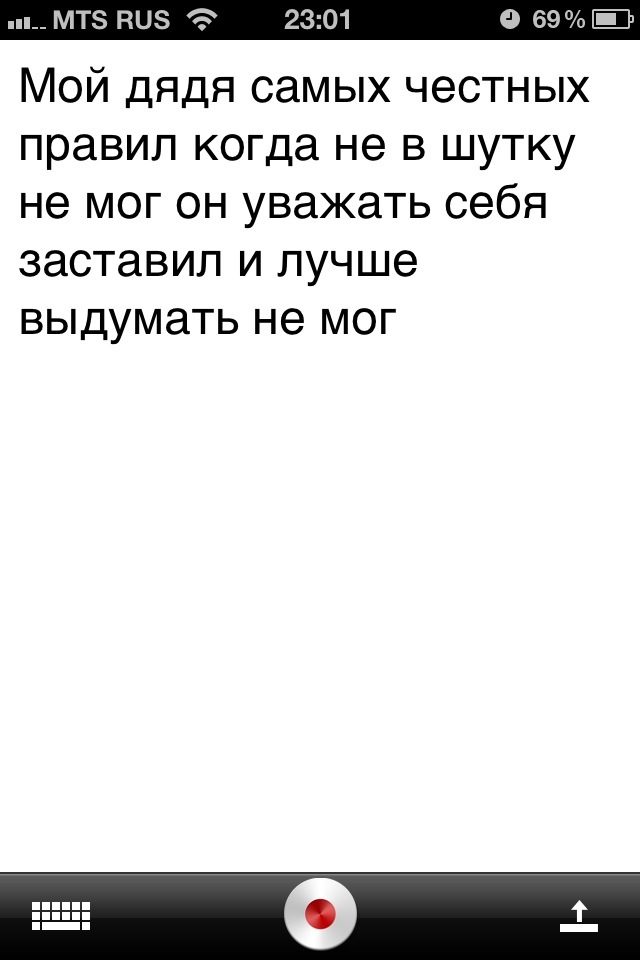 MTS RUS 23:01 69 %
Мой дядя самых честных
правил когда не в шутку
не мог он уважать себя
заставил и лучше
выдумать не мог